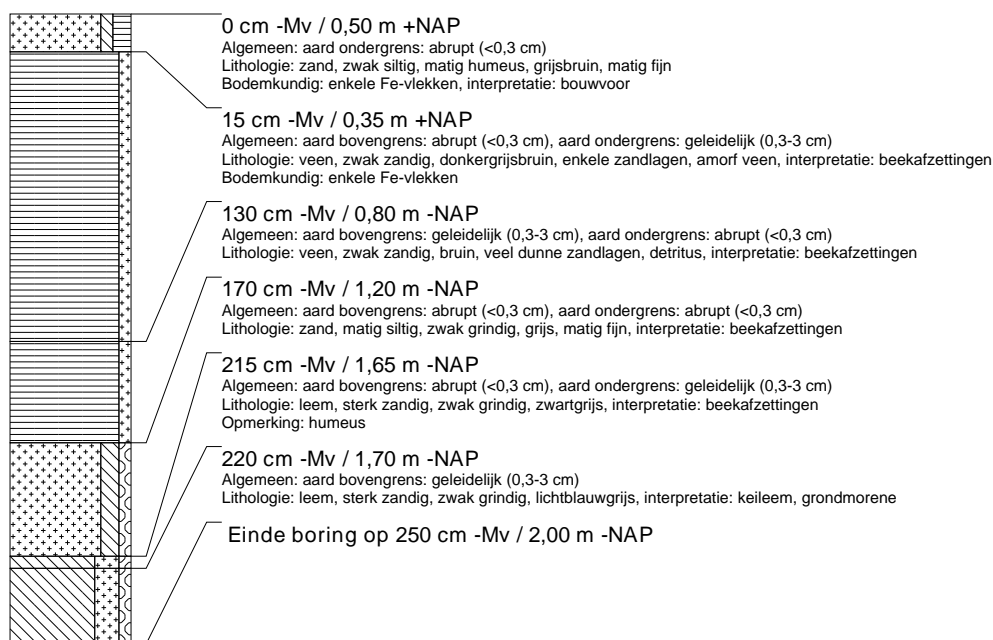 0 cm -Mv / 0,50 m +NAP
Algemeen: aard ondergrens: abrupt (<0,3 cm)
Lithologie: zand, zwak siltig, matig humeus, grijsbruin, matig fijn
Bodemkundig: enkele Fe-vlekken, interpretatie: bouwvoor
15 cm -Mv / 0,35 m +NAP
Algemeen: aard bovengrens: abrupt (<0,3 cm), aard ondergrens: geleidelijk (0,3-3 cm)
Lithologie: veen, zwak zandig, donkergrijsbruin, enkele zandlagen, amorf veen, interpretatie: beekafzettingen
Bodemkundig: enkele Fe-vlekken
130 cm -Mv / 0,80 m -NAP
Algemeen: aard bovengrens: geleidelijk (0,3-3 cm), aard ondergrens: abrupt (<0,3 cm)
Lithologie: veen, zwak zandig, bruin, veel dunne zandlagen, detritus, interpretatie: beekafzettingen
170 cm -Mv / 1,20 m -NAP
Algemeen: aard bovengrens: abrupt (<0,3 cm), aard ondergrens: abrupt (<0,3 cm)
Lithologie: zand, matig siltig, zwak grindig, grijs, matig fijn, interpretatie: beekafzettingen
215 cm -Mv / 1,65 m -NAP
Algemeen: aard bovengrens: abrupt (<0,3 cm), aard ondergrens: geleidelijk (0,3-3 cm)
Lithologie: leem, sterk zandig, zwak grindig, zwartgrijs, interpretatie: beekafzettingen
Opmerking: humeus
220 cm -Mv / 1,70 m -NAP
Algemeen: aard bovengrens: geleidelijk (0,3-3 cm)
Lithologie: leem, sterk zandig, zwak grindig, lichtblauwgrijs, interpretatie: keileem, grondmorene
Einde boring op 250 cm -Mv / 2,00 m -NAP